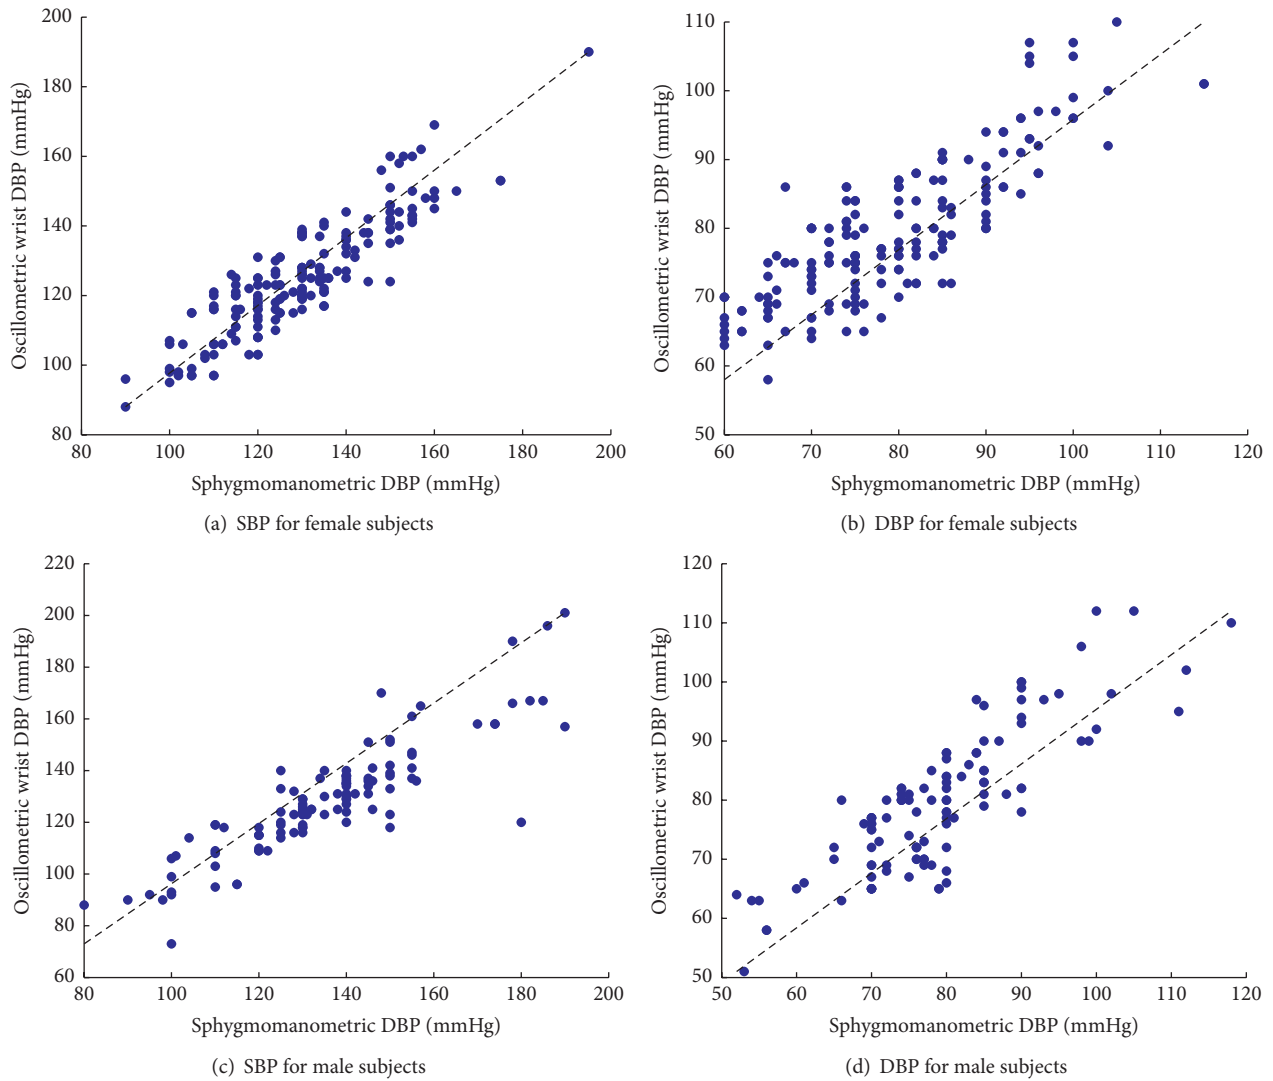 200
180
160
140
120
100
80
80 100 120 140 160 180 200
Oscillometric wrist DBP (mmHg)
Sphygmomanometric DBP (mmHg)
(a) SBP for female subjects
110
100
90
80
70
60
50
60 70 80 90 100 110 120
Oscillometric wrist DBP (mmHg)
Sphygmomanometric DBP (mmHg)
(b) DBP for female subjects
220
200
180
160
140
120
100
80
60
80 100 120 140 160 180 200
Oscillometric wrist DBP (mmHg)
Sphygmomanometric DBP (mmHg)
(c) SBP for male subjects
120
110
100
90
80
70
60
50
50 60 70 80 90 100 110 120
Oscillometric wrist DBP (mmHg)
Sphygmomanometric DBP (mmHg)
(d) DBP for male subjects